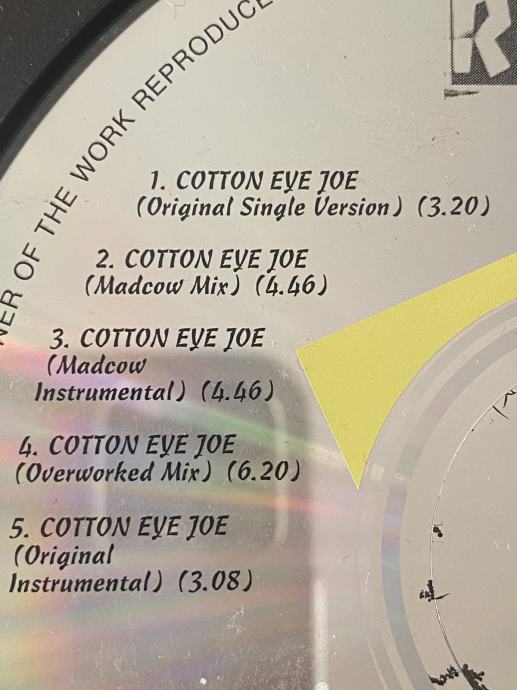 NER OF THE WORK REPRODUCE
R
1. COTTON EYE JOE
(Original Single Version) (3.20)
2. COTTON EYE JOE
(Madcow Mix) (4.46)
3. COTTON EYE JOE
(Madcow
Instrumental) (4.46)
4. COTTON EYE JOE
(Overworked Mix) (6.20)
5. COTTON EYE JOE
(Original
Instrumental) (3.08)